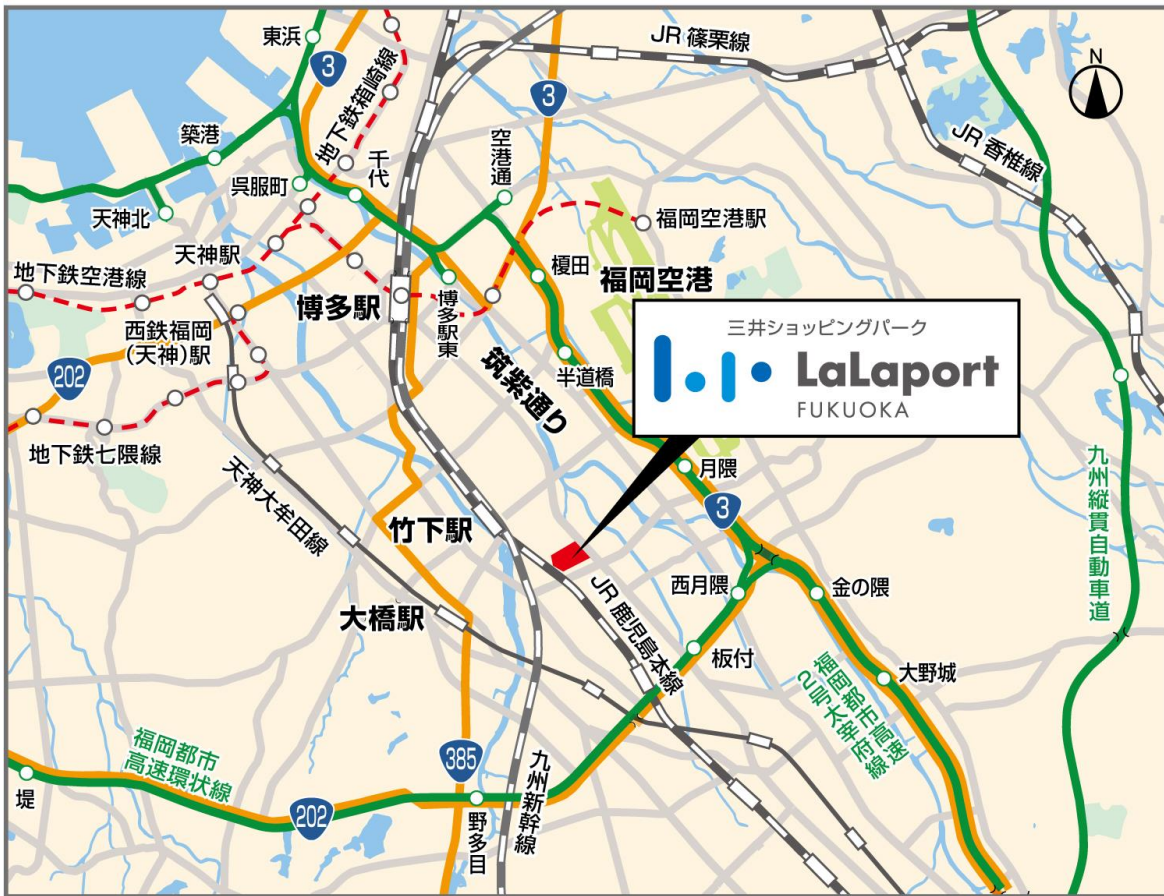 東浜
3
地下鉄箱崎線
JR 篠栗線
N
3
築港
千代
空港通
JR 香椎線
呉服町
天神北
福岡空港駅
天神駅
地下鉄空港線
榎田
福岡空港
博多駅
博多駅東
西鉄福岡
(天神)駅
202
三井ショッピングパーク
LaLaport
FUKUOKA
半道橋
筑紫通り
地下鉄七隈線
天神大牟田線
月隈
九州縦貫自動車道
3
竹下駅
JR 鹿児島本線
西月隈
金の隈
大橋駅
板付
大野城
福岡都市高速
2号太宰府線
福岡都市
高速環状線
385
九州新幹線
堤
202
野多目